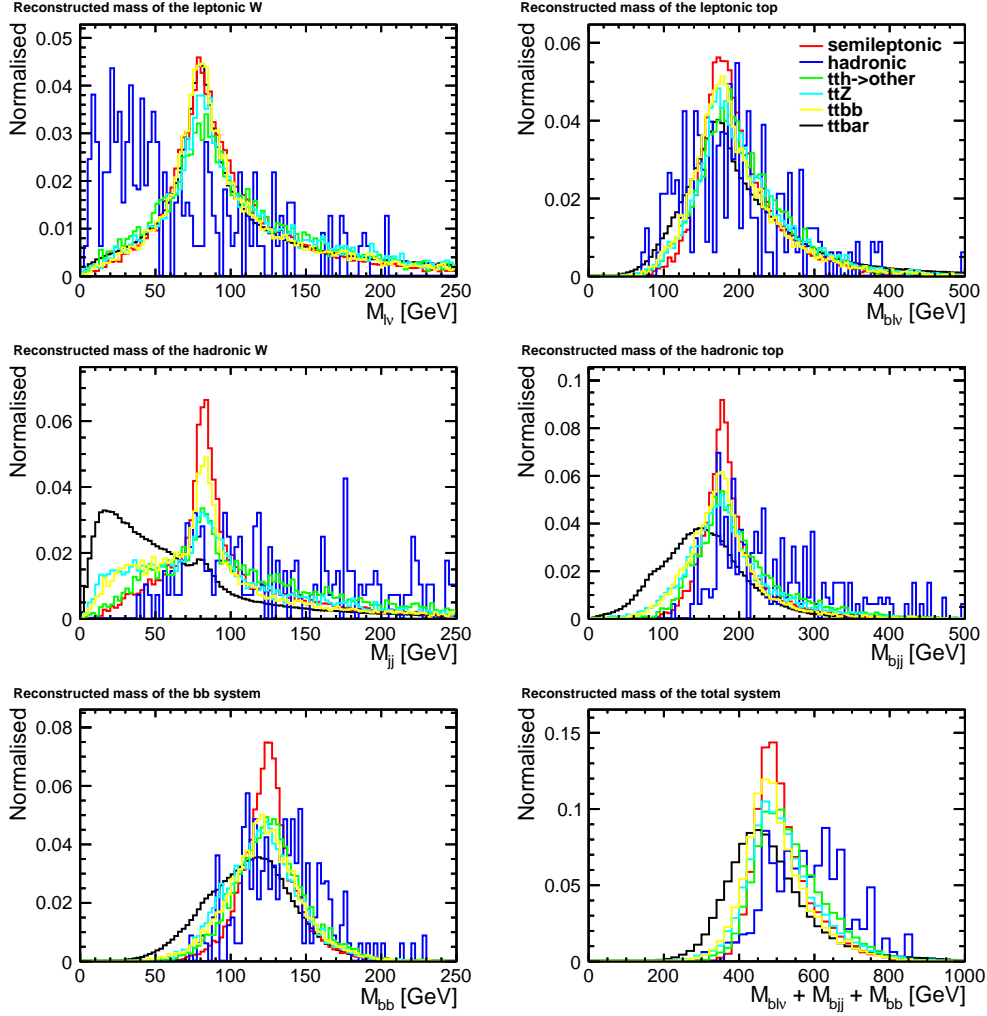 Reconstructed mass of the leptonic W
Normalised
0.05
0.04
0.03
0.02
0.01
0
0 50 100 150 200 250
M_lν [GeV]
Reconstructed mass of the leptonic top
Normalised
0.06
0.04
0.02
0
0 200 400 500
M_blν [GeV]
semileptonic
hadronic
tth->other
ttZ
ttbb
ttbar
Reconstructed mass of the hadronic W
Normalised
0.06
0.04
0.02
0
0 50 100 150 200 250
M_jj [GeV]
Reconstructed mass of the hadronic top
Normalised
0.1
0.08
0.06
0.04
0.02
0
0 200 400 500
M_bjj [GeV]
Reconstructed mass of the bb system
Normalised
0.08
0.06
0.04
0.02
0
0 50 100 150 200 250
M_bb [GeV]
Reconstructed mass of the total system
Normalised
0.15
0.1
0.05
0
0 200 400 600 800 1000
M_blν + M_bjj + M_bb [GeV]